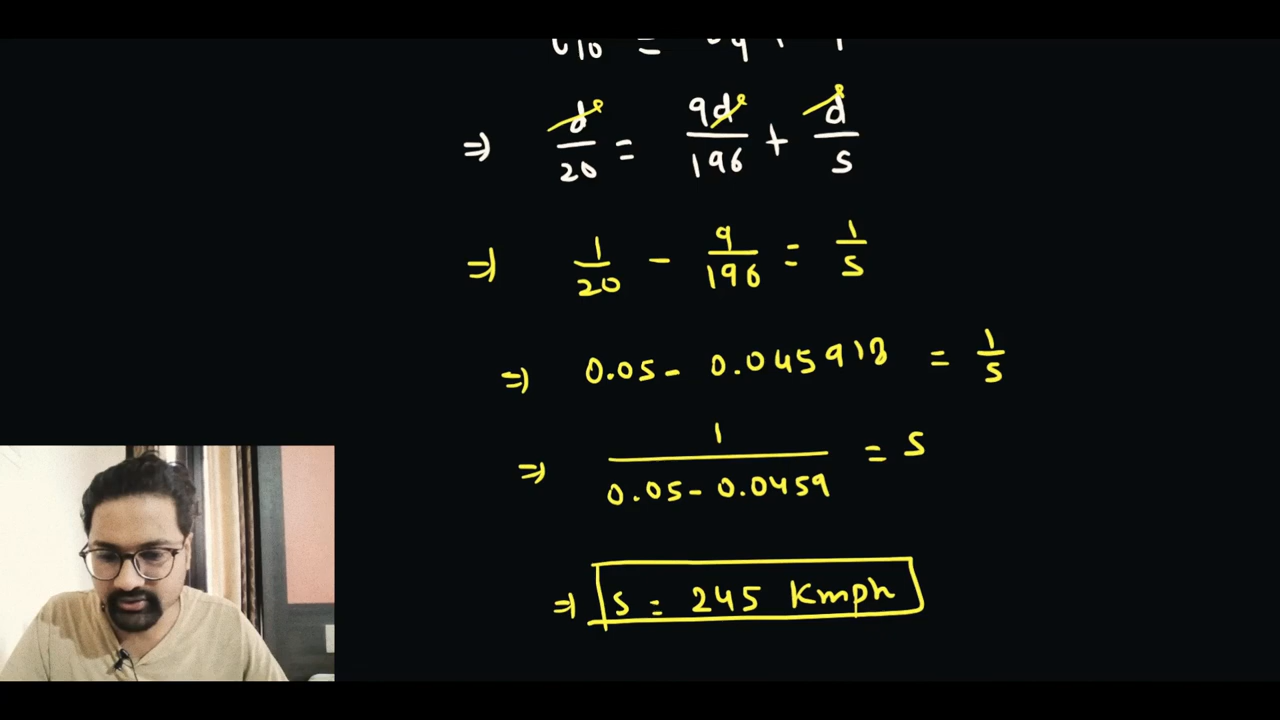 ⇒ d/20 = 9d/196 + d/s
⇒ 1/20 - 9/196 = 1/s
⇒ 0.05 - 0.045918 = 1/s
⇒ 1/(0.05 - 0.0459) = s
⇒ s = 245 Kmph